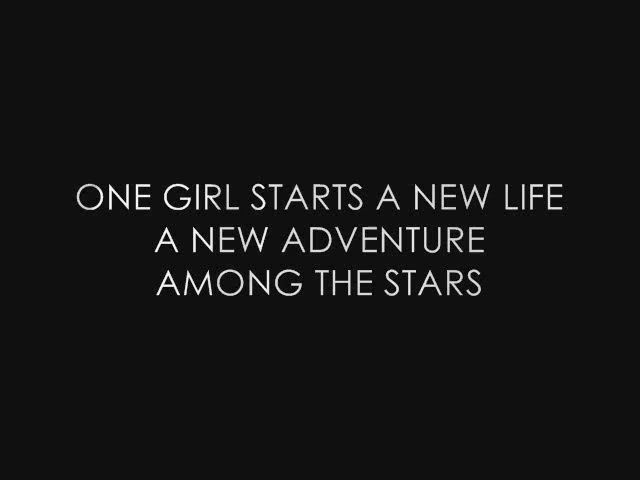 ONE GIRL STARTS A NEW LIFE
A NEW ADVENTURE
AMONG THE STARS